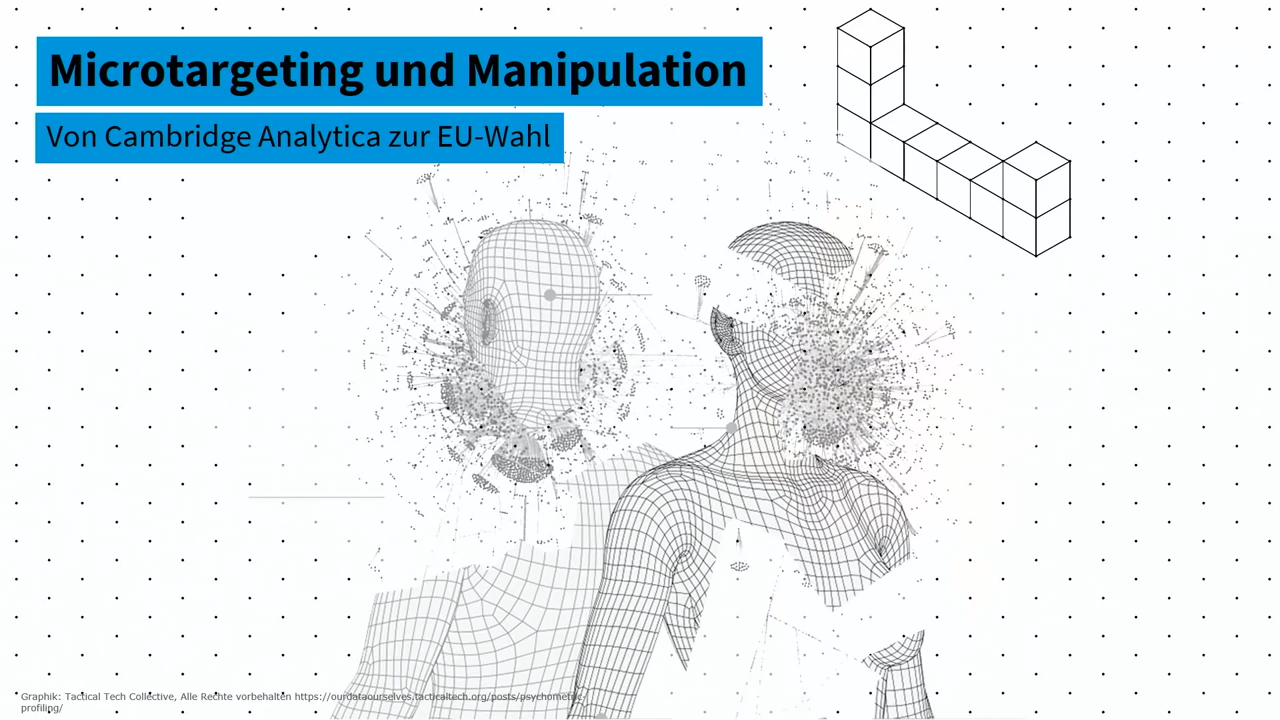 Microtargeting und Manipulation
Von Cambridge Analytica zur EU-Wahl
Graphik: Tactical Tech Collective, Alle Rechte vorbehalten https://ourdataourselves.tacticaltech.org/posts/psychometric-
profiling/